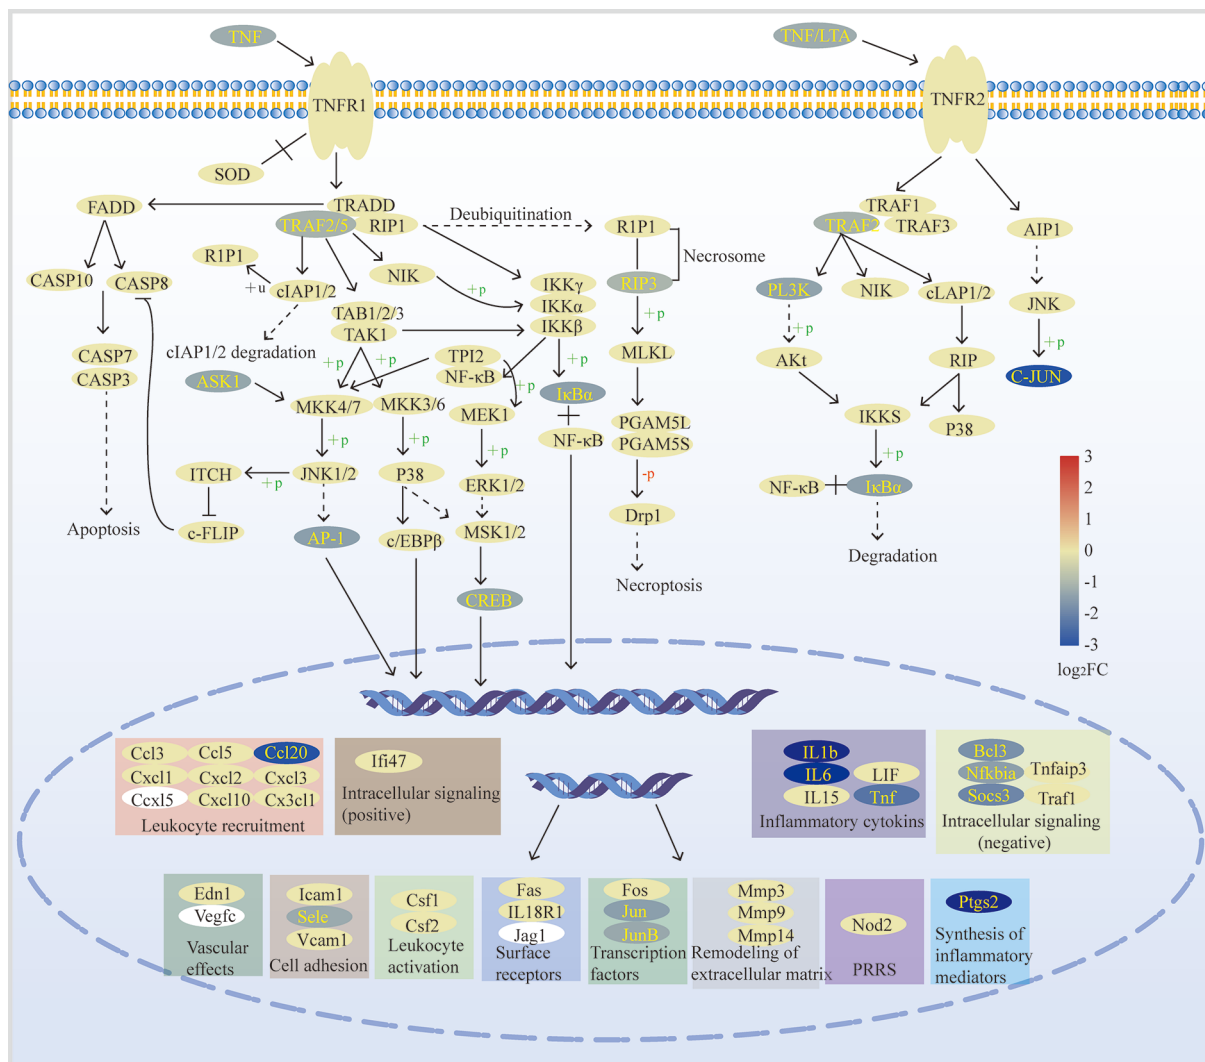 TNF
TNF/LTA
TNFR1
TNFR2
SOD
FADD
TRADD
TRAF2/5
RIP1
Deubiquitination
R1P1
Necrosome
RIP3
TRAF1
TRAF2
TRAF3
AIP1
R1P1
CASP10
CASP8
+u
cIAP1/2
NIK
+p
IKKγ
IKKα
IKKβ
PL3K
NIK
cLAP1/2
JNK
TAB1/2/3
TAK1
+p
+p
+p
cIAP1/2 degradation
CASP7
CASP3
+p
+p
TPI2
NF-κB
+p
+p
MLKL
AKt
RIP
C-JUN
ASK1
IκBα
MKK4/7
MKK3/6
MEK1
NF-κB
PGAM5L
PGAM5S
IKKS
P38
+p
+p
+p
+p
ITCH
+p
JNK1/2
P38
ERK1/2
-p
NF-κB
IκBα
3
2
1
0
-1
-2
-3
log2FC
Apoptosis
c-FLIP
AP-1
c/EBPβ
MSK1/2
Drp1
Degradation
Necroptosis
CREB
Ccl3
Ccl5
Ccl20
Cxcl1
Cxcl2
Cxcl3
Ccxl5
Cxcl10
Cx3cl1
Leukocyte recruitment
Ifi47
Intracellular signaling
(positive)
IL1b
IL6
LIF
IL15
Tnf
Inflammatory cytokins
Bcl3
Nfkbia
Tnfaip3
Socs3
Traf1
Intracellular signaling
(negative)
Edn1
Vegfc
Vascular
effects
Icam1
Sele
Vcam1
Cell adhesion
Csf1
Csf2
Leukocyte
activation
Fas
IL18R1
Jag1
Surface
receptors
Fos
Jun
JunB
Transcription
factors
Mmp3
Mmp9
Mmp14
Remodeling of
extracellular matrix
Nod2
PRRS
Ptgs2
Synthesis of
inflammatory
mediators